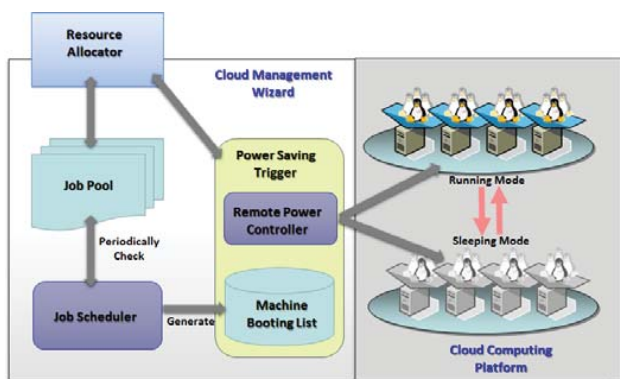 Resource
Allocator
Cloud Management
Wizard
Job Pool
Power Saving
Trigger
Remote Power
Controller
Running Mode
Periodically
Check
Sleeping Mode
Job Scheduler
Generate
Machine
Booting List
Cloud Computing
Platform